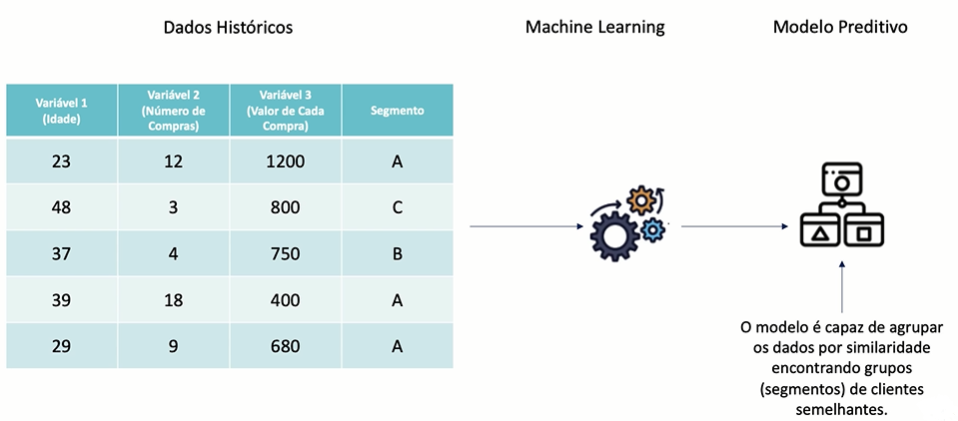 Dados Históricos
Machine Learning
Modelo Preditivo
Variável 1
(Idade)
Variável 2
(Número de
Compras)
Variável 3
(Valor de Cada
Compra)
Segmento
23 12 1200 A
48 3 800 C
37 4 750 B
39 18 400 A
29 9 680 A
O modelo é capaz de agrupar
os dados por similaridade
encontrando grupos
(segmentos) de clientes
semelhantes.